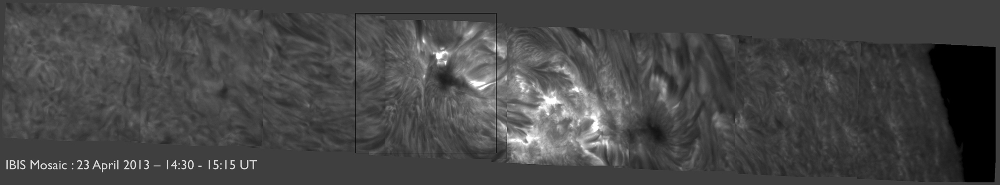 IBIS Mosaic : 23 April 2013 – 14:30 - 15:15 UT